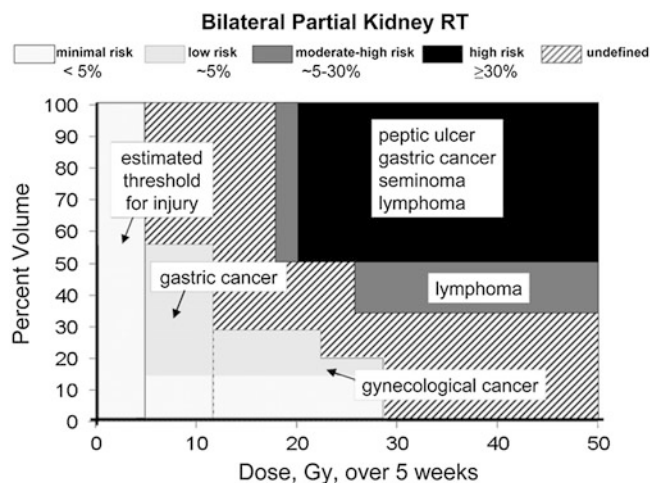 Bilateral Partial Kidney RT
minimal risk low risk moderate-high risk high risk undefined
< 5% ~5% ~5-30% ≥30%
100
90
80
70
60
50
40
30
20
10
0
Percent Volume
estimated
threshold
for injury
peptic ulcer
gastric cancer
seminoma
lymphoma
gastric cancer
lymphoma
gynecological cancer
0 10 20 30 40 50
Dose, Gy, over 5 weeks